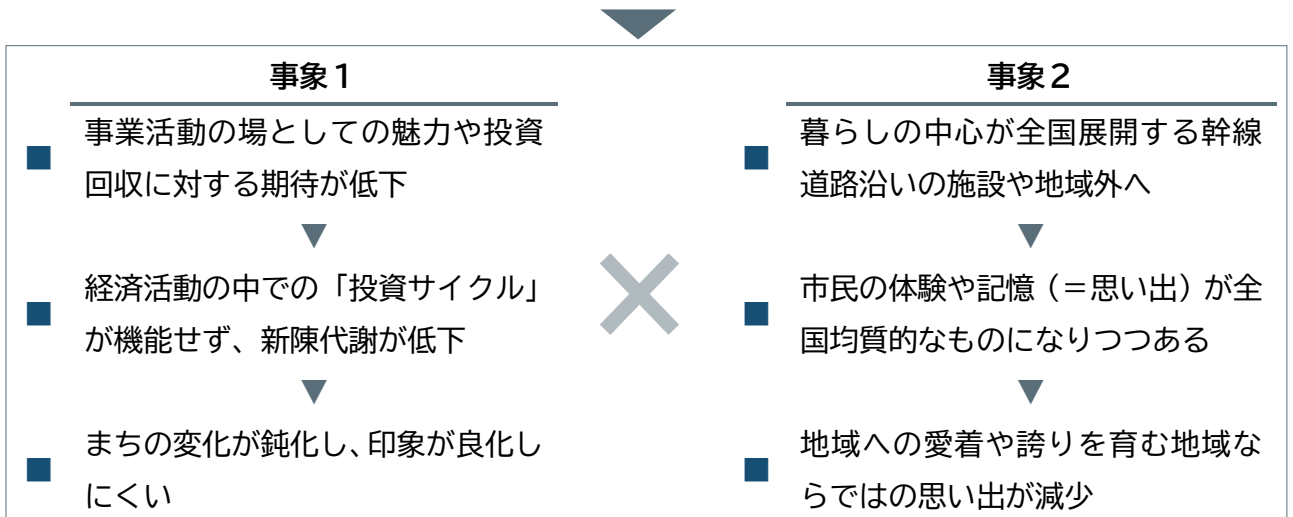 事象1
事業活動の場としての魅力や投資
回収に対する期待が低下
経済活動の中での「投資サイクル」
が機能せず、新陳代謝が低下
まちの変化が鈍化し、印象が良化し
にくい
事象2
暮らしの中心が全国展開する幹線
道路沿いの施設や地域外へ
市民の体験や記憶(=思い出)が全
国均質的なものになりつつある
地域への愛着や誇りを育む地域な
らではの思い出が減少